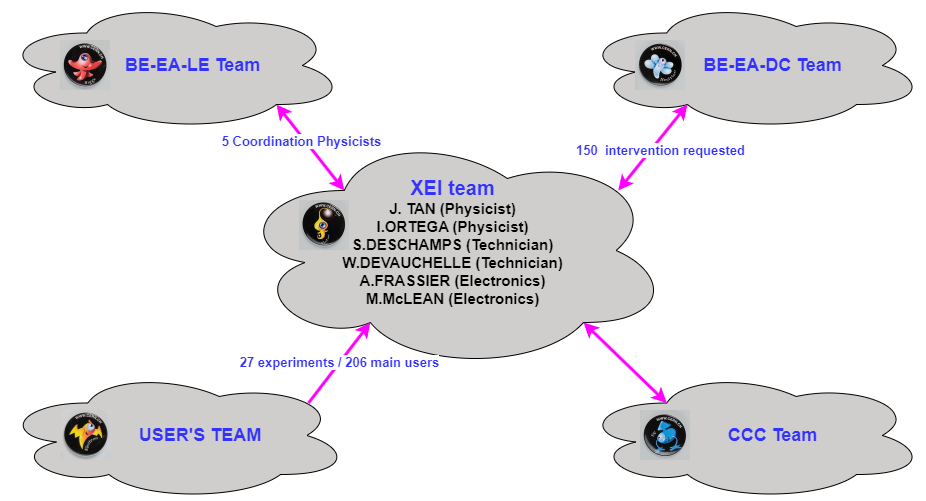 BE-EA-LE Team
BE-EA-DC Team
5 Coordination Physicists
150 intervention requested
XEI team
J. TAN (Physicist)
I.ORTEGA (Physicist)
S.DESCHAMPS (Technician)
W.DEVAUCHELLE (Technician)
A.FRASSIER (Electronics)
M.McLEAN (Electronics)
27 experiments / 206 main users
USER'S TEAM
CCC Team